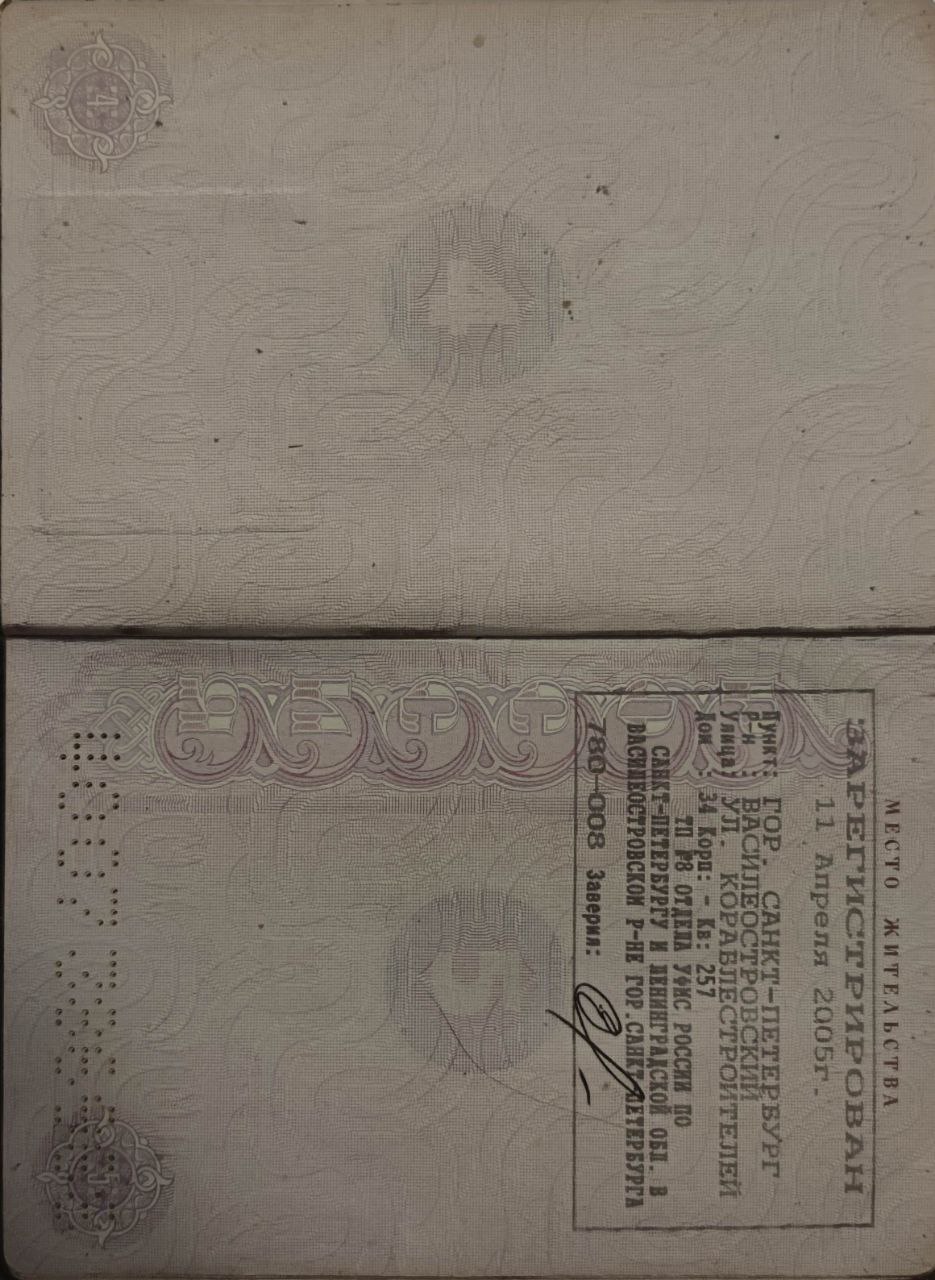 МЕСТО ЖИТЕЛЬСТВА
ЗАРЕГИСТРИРОВАН
11 Апреля 2005г.
Пункт: ГОР. САНКТ-ПЕТЕРБУРГ
Р-н : ВАСИЛЕОСТРОВСКИЙ
Улица: УЛ. КОРАБЛЕСТРОИТЕЛЕЙ
Дом : 34 Корп: - Кв: 257
ТП №8 ОТДЕЛА УФМС РОССИИ ПО
САНКТ-ПЕТЕРБУРГУ И ЛЕНИНГРАДСКОЙ ОБЛ. В
ВАСИЛЕОСТРОВСКОМ Р-НЕ ГОР.САНКТ-ПЕТЕРБУРГА
780-008 Заверил:
РОССИЯ
4